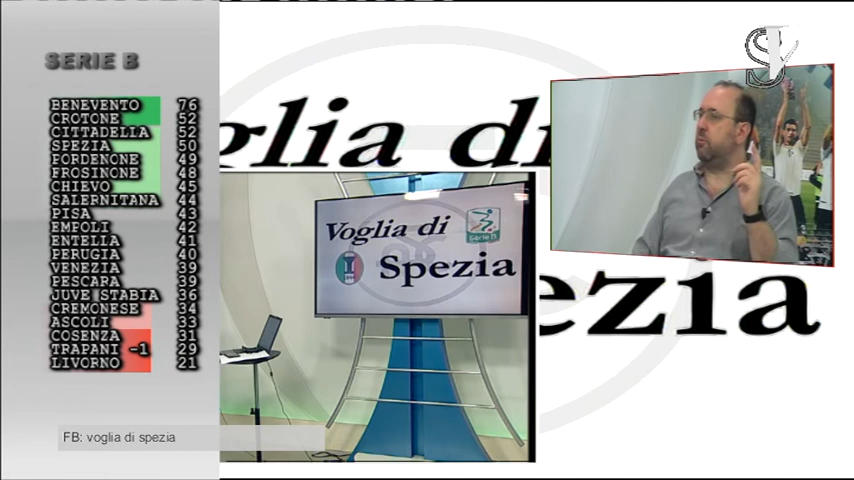 SERIE B
BENEVENTO 76
CROTONE 52
CITTADELLA 52
SPEZIA 50
PORDENONE 49
FROSINONE 48
CHIEVO 45
SALERNITANA 44
PISA 43
EMPOLI 42
ENTELLA 41
PERUGIA 40
VENEZIA 39
PESCARA 39
JUVE STABIA 36
CREMONESE 34
ASCOLI 33
COSENZA 31
TRAPANI -1 29
LIVORNO 21
FB: voglia di spezia
glia di
ezia
Voglia di
Serie B
Spezia